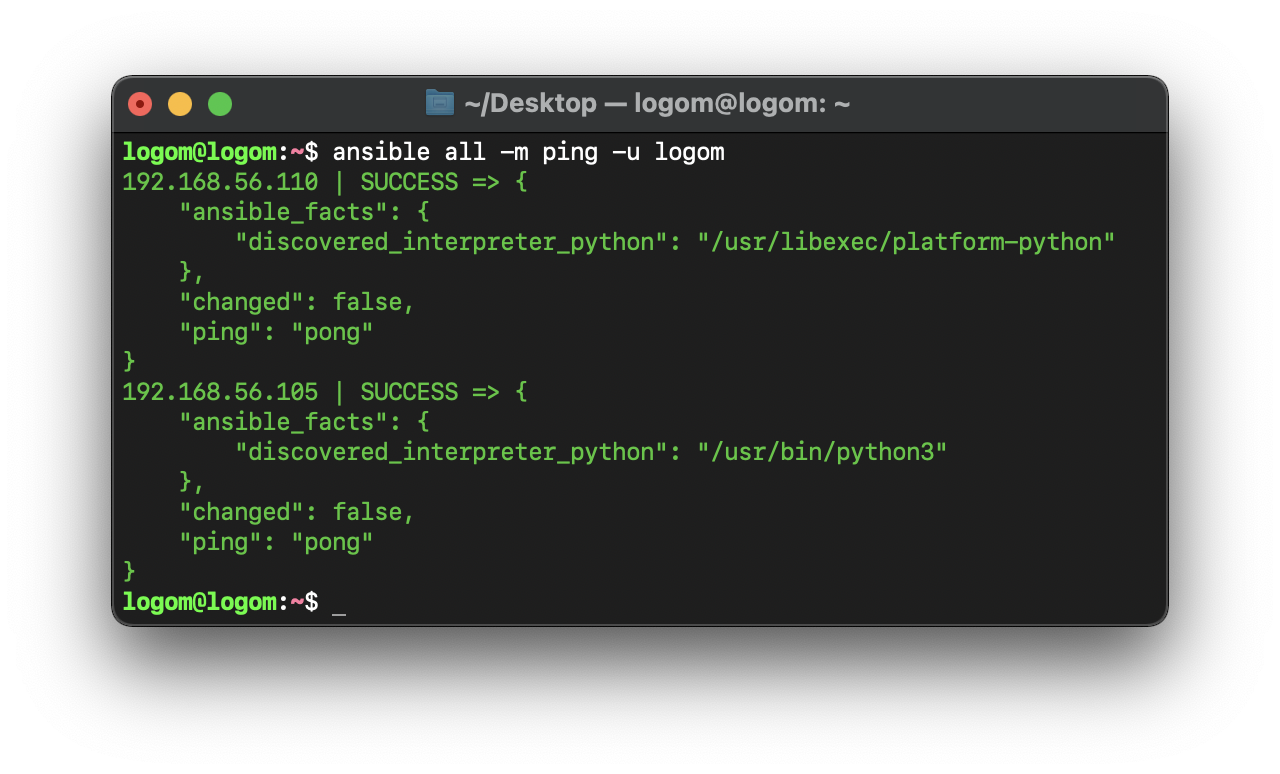 ~/Desktop — logom@logom: ~
logom@logom:~$ ansible all -m ping -u logom
192.168.56.110 | SUCCESS => {
    "ansible_facts": {
        "discovered_interpreter_python": "/usr/libexec/platform-python"
    },
    "changed": false,
    "ping": "pong"
}
192.168.56.105 | SUCCESS => {
    "ansible_facts": {
        "discovered_interpreter_python": "/usr/bin/python3"
    },
    "changed": false,
    "ping": "pong"
}
logom@logom:~$ _